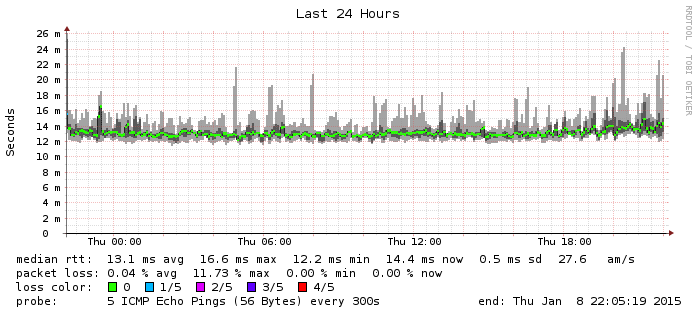 Last 24 Hours
RRDTOOL / TOBI OETIKER
Seconds
26 m
24 m
22 m
20 m
18 m
16 m
14 m
12 m
10 m
8 m
6 m
4 m
2 m
0
Thu 00:00 Thu 06:00 Thu 12:00 Thu 18:00
median rtt: 13.1 ms avg 16.6 ms max 12.2 ms min 14.4 ms now 0.5 ms sd 27.6 am/s
packet loss: 0.04 % avg 11.73 % max 0.00 % min 0.00 % now
loss color: 0 1/5 2/5 3/5 4/5
probe: 5 ICMP Echo Pings (56 Bytes) every 300s end: Thu Jan 8 22:05:19 2015